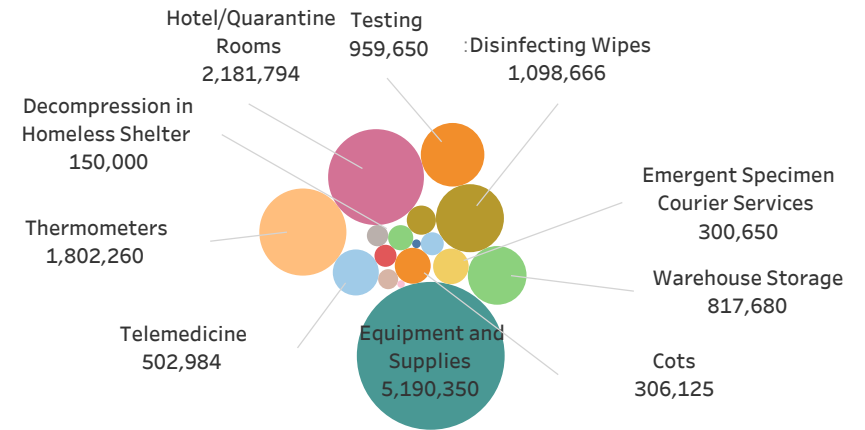 Hotel/Quarantine
Rooms
2,181,794
Testing
959,650
:Disinfecting Wipes
1,098,666
Decompression in
Homeless Shelter
150,000
Emergent Specimen
Courier Services
300,650
Thermometers
1,802,260
Warehouse Storage
817,680
Telemedicine
502,984
Equipment and
Supplies
5,190,350
Cots
306,125